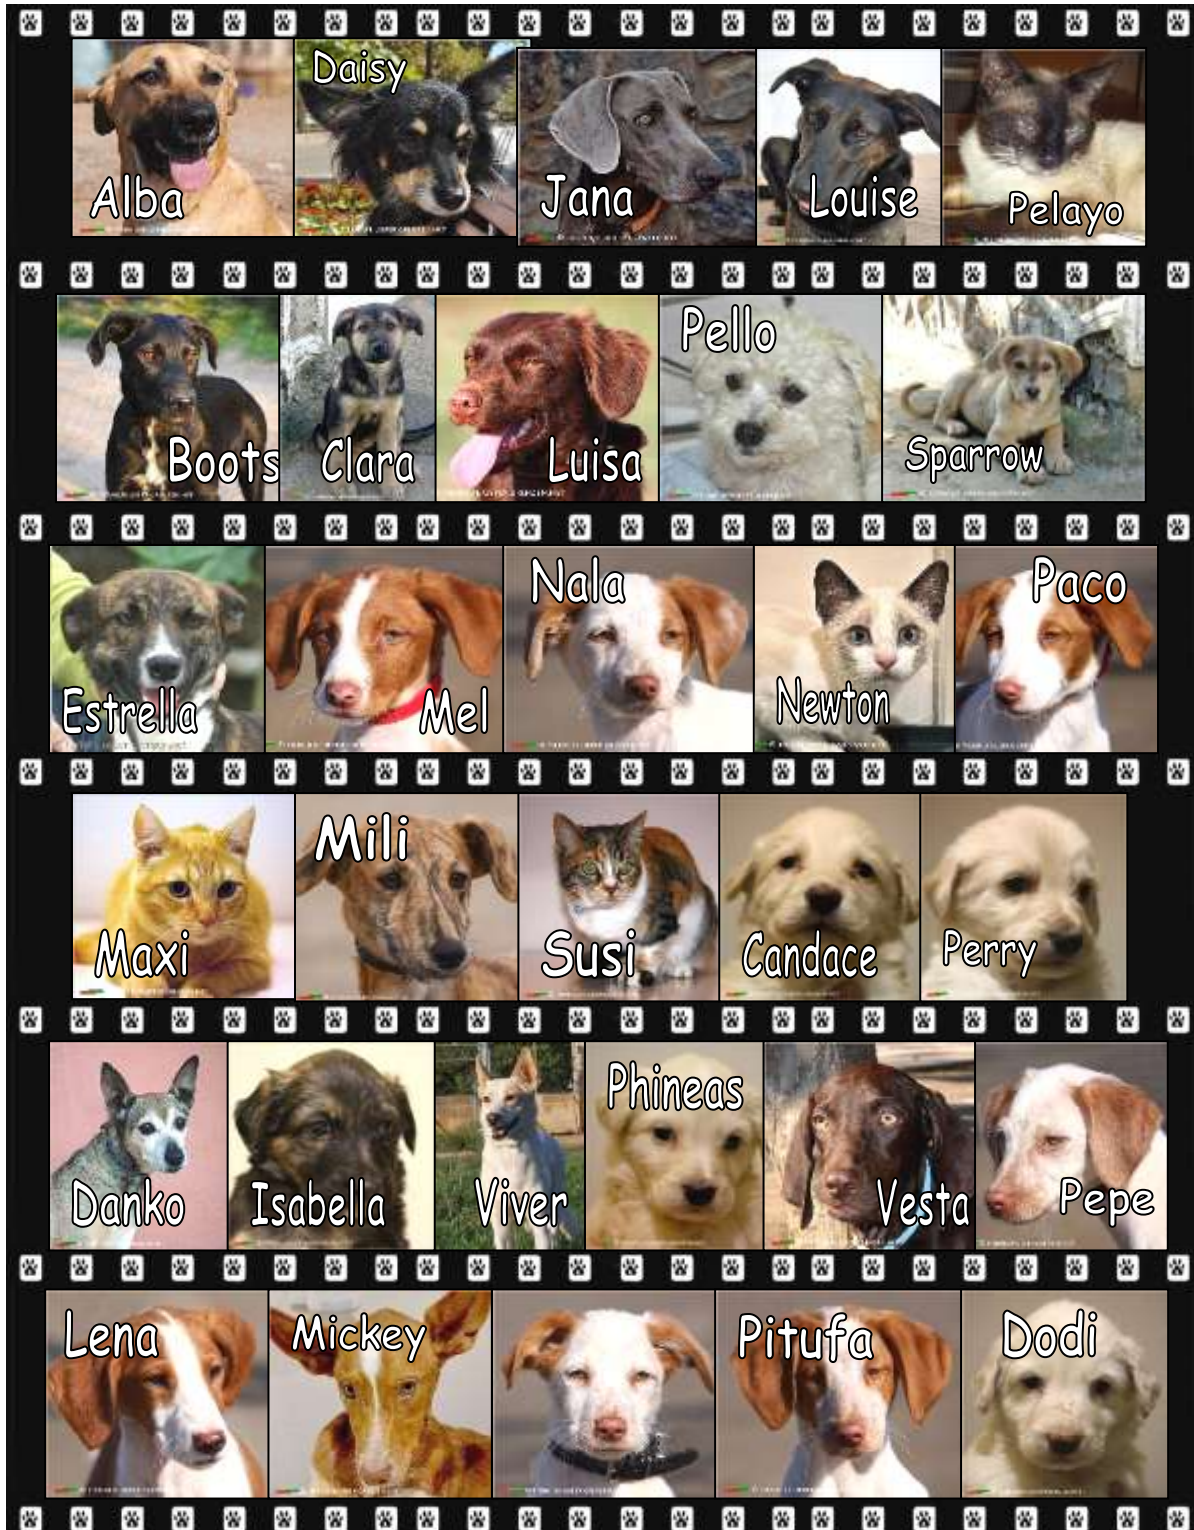 Alba
Daisy
Jana
Louise
Pelayo
Boots
Clara
Luisa
Pello
Sparrow
Estrella
Mel
Nala
Newton
Paco
Maxi
Mili
Susi
Candace
Perry
Danko
Isabella
Viver
Phineas
Vesta
Pepe
Lena
Mickey
Pitufa
Dodi